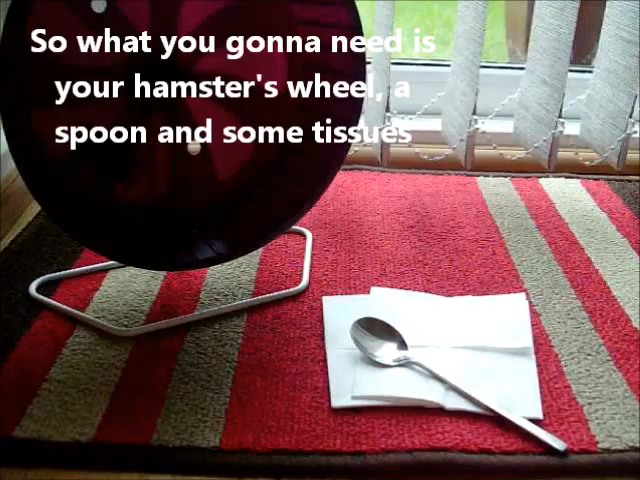 So what you gonna need is
your hamster's wheel, a
spoon and some tissues